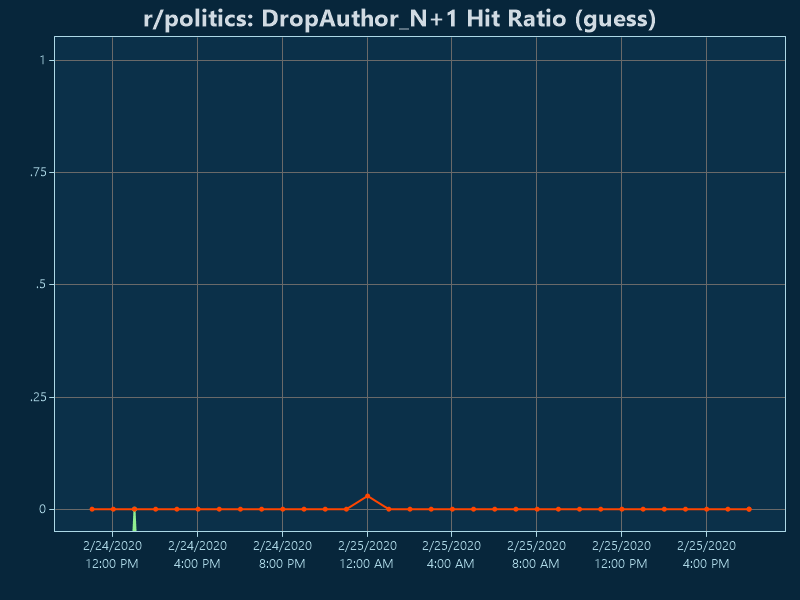 r/politics: DropAuthor_N+1 Hit Ratio (guess)
1
.75
.5
.25
0
2/24/2020 2/24/2020 2/24/2020 2/25/2020 2/25/2020 2/25/2020 2/25/2020 2/25/2020
12:00 PM 4:00 PM 8:00 PM 12:00 AM 4:00 AM 8:00 AM 12:00 PM 4:00 PM